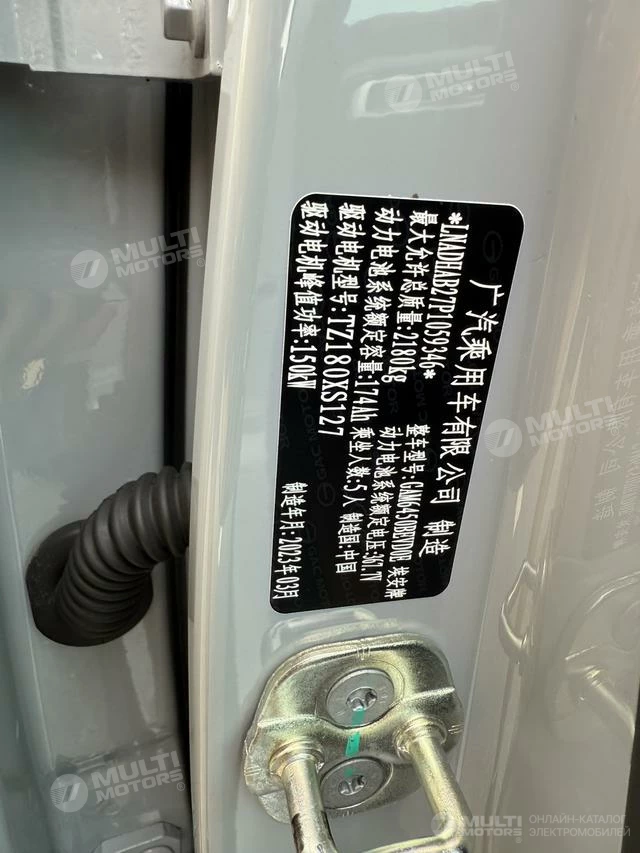 广汽乘用车有限公司 制造
*LNADHAB27P1059346*
整车型号:GAM6450BEVD0Q 埃安牌
最大允许总质量:2180kg
动力电池系统额定电压:361.7V
动力电池系统额定容量:174Ah 乘坐人数:5人 制造国:中国
驱动电机型号:TZ180XS127
驱动电机峰值功率:150kW
制造年月:2023年03月
MULTI
MOTORS®
MULTI
MOTORS®
MULTI
MOTORS®
MULTI
MOTORS®
MULTI
MOTORS®
ОНЛАЙН-КАТАЛОГ
ЭЛЕКТРОМОБИЛЕЙ